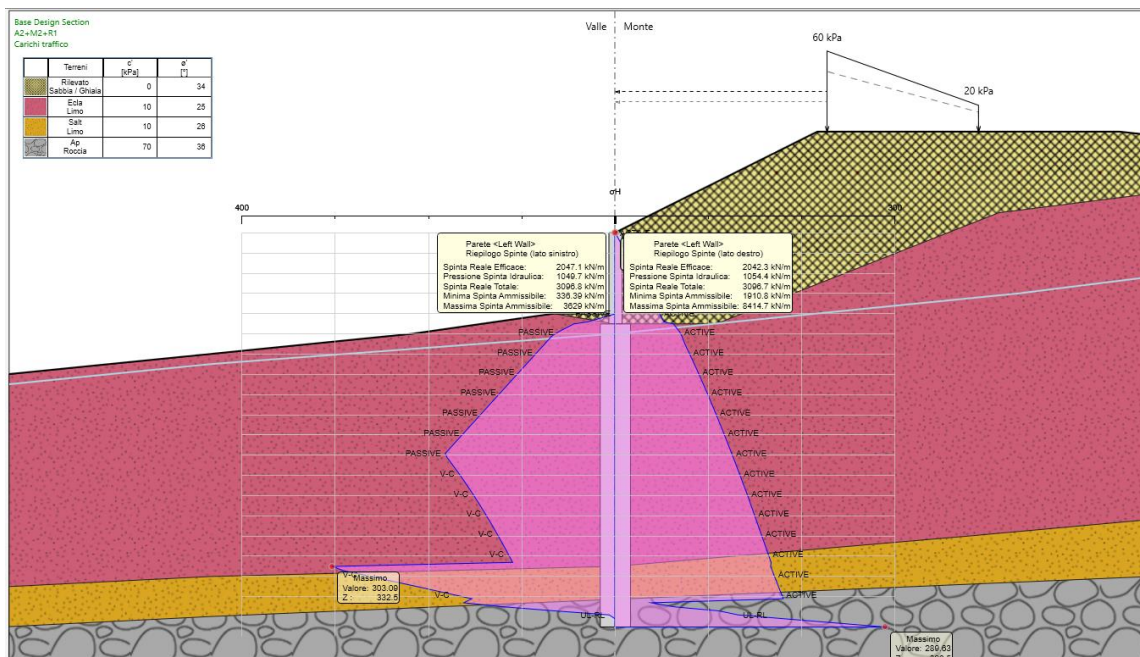 Base Design Section
A2+M2+R1
Carichi traffico
Terreni c' ø'
[kPa] [°]
Rilevato
Sabbia / Ghiaia 0 34
Ecla
Limo 10 25
Salt
Limo 10 26
Ap
Roccia 70 36
Valle Monte
60 kPa
20 kPa
σH
400 300
Parete <Left Wall>
Riepilogo Spinte (lato sinistro)
Spinta Reale Efficace: 2047.1 kN/m
Pressione Spinta Idraulica: 1049.7 kN/m
Spinta Reale Totale: 3096.8 kN/m
Minima Spinta Ammissibile: 336.39 kN/m
Massima Spinta Ammissibile: 3629 kN/m
Parete <Left Wall>
Riepilogo Spinte (lato destro)
Spinta Reale Efficace: 2042.3 kN/m
Pressione Spinta Idraulica: 1054.4 kN/m
Spinta Reale Totale: 3096.7 kN/m
Minima Spinta Ammissibile: 1910.8 kN/m
Massima Spinta Ammissibile: 8414.7 kN/m
PASSIVE ACTIVE
PASSIVE ACTIVE
PASSIVE ACTIVE
PASSIVE ACTIVE
PASSIVE ACTIVE
PASSIVE ACTIVE
PASSIVE ACTIVE
V-C ACTIVE
V-C ACTIVE
V-C ACTIVE
V-C ACTIVE
V-C ACTIVE
ACTIVE
V-C ACTIVE
UL-RL UL-RL
Massimo
Valore: 303.09
Z : 332.5
Massimo
Valore: 289.63